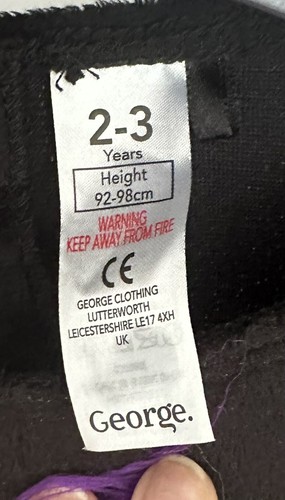 2-3
Years
Height
92-98cm
WARNING
KEEP AWAY FROM FIRE
CE
GEORGE CLOTHING
LUTTERWORTH
LEICESTERSHIRE LE17 4XH
UK
George.